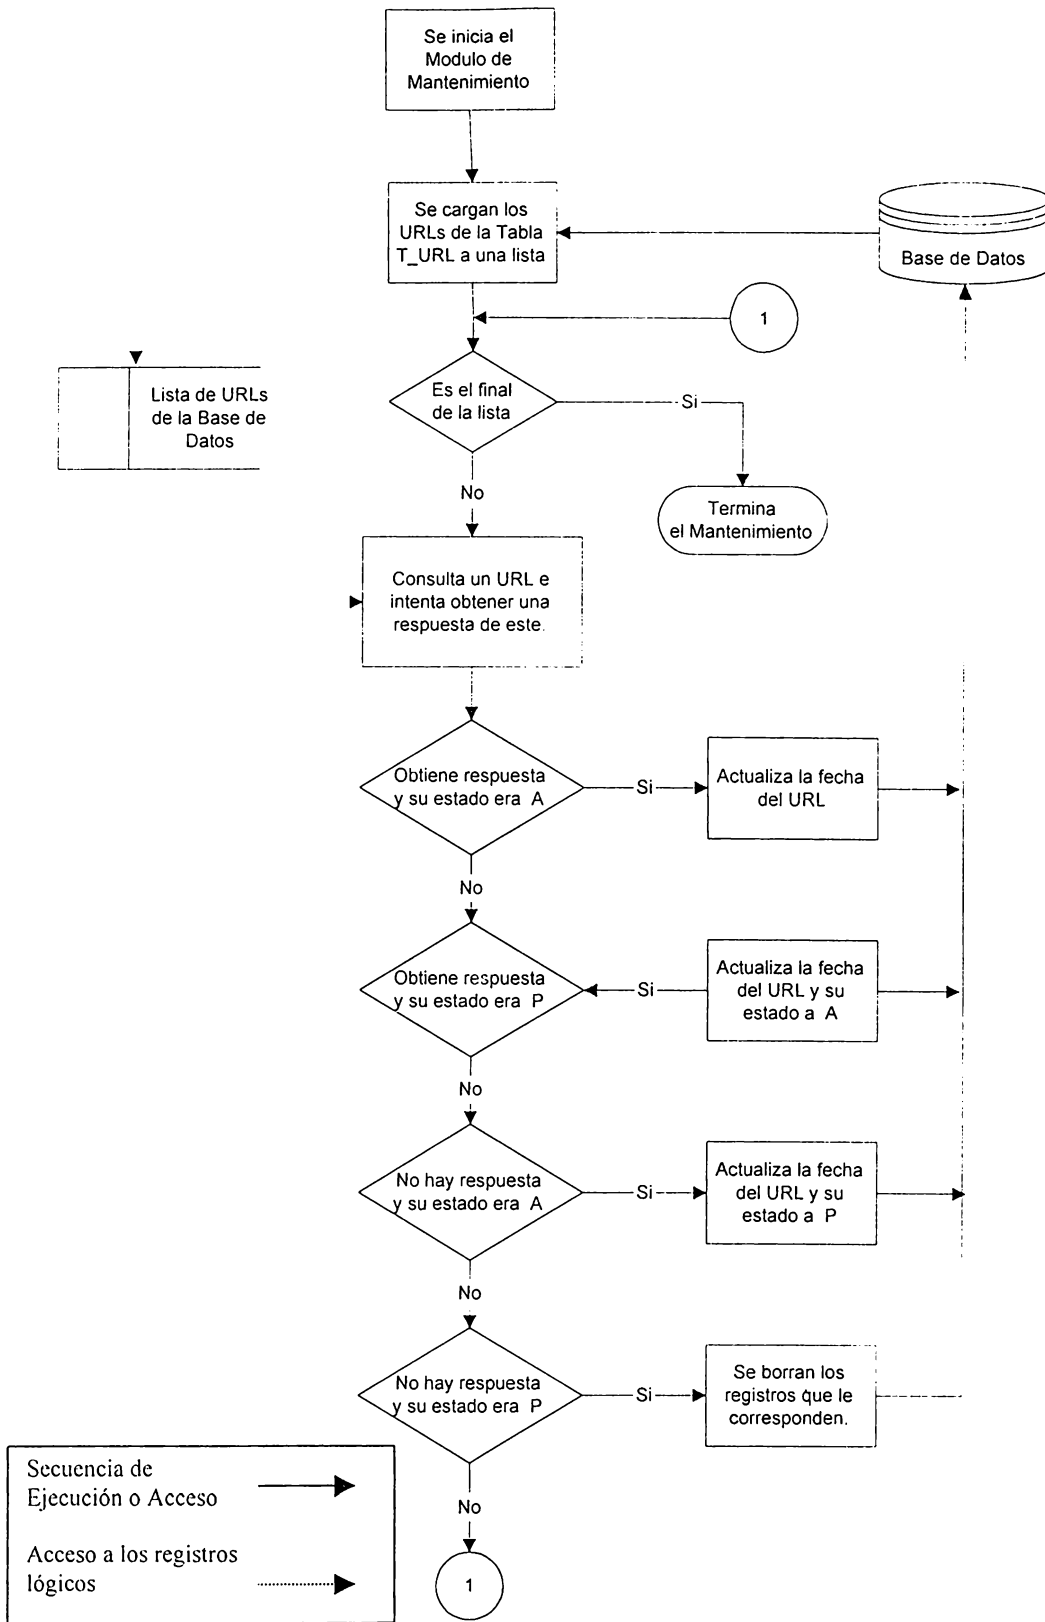 Se inicia el
Modulo de
Mantenimiento
Se cargan los
URLs de la Tabla
T_URL a una lista
Base de Datos
1
Lista de URLs
de la Base de
Datos
Es el final
de la lista
Si
No
Termina
el Mantenimiento
Consulta un URL e
intenta obtener una
respuesta de este.
Obtiene respuesta
y su estado era A
Si
Actualiza la fecha
del URL
No
Obtiene respuesta
y su estado era P
Si
Actualiza la fecha
del URL y su
estado a A
No
No hay respuesta
y su estado era A
Si
Actualiza la fecha
del URL y su
estado a P
No
No hay respuesta
y su estado era P
Si
Se borran los
registros que le
corresponden.
No
1
Secuencia de
Ejecución o Acceso
Acceso a los registros
lógicos